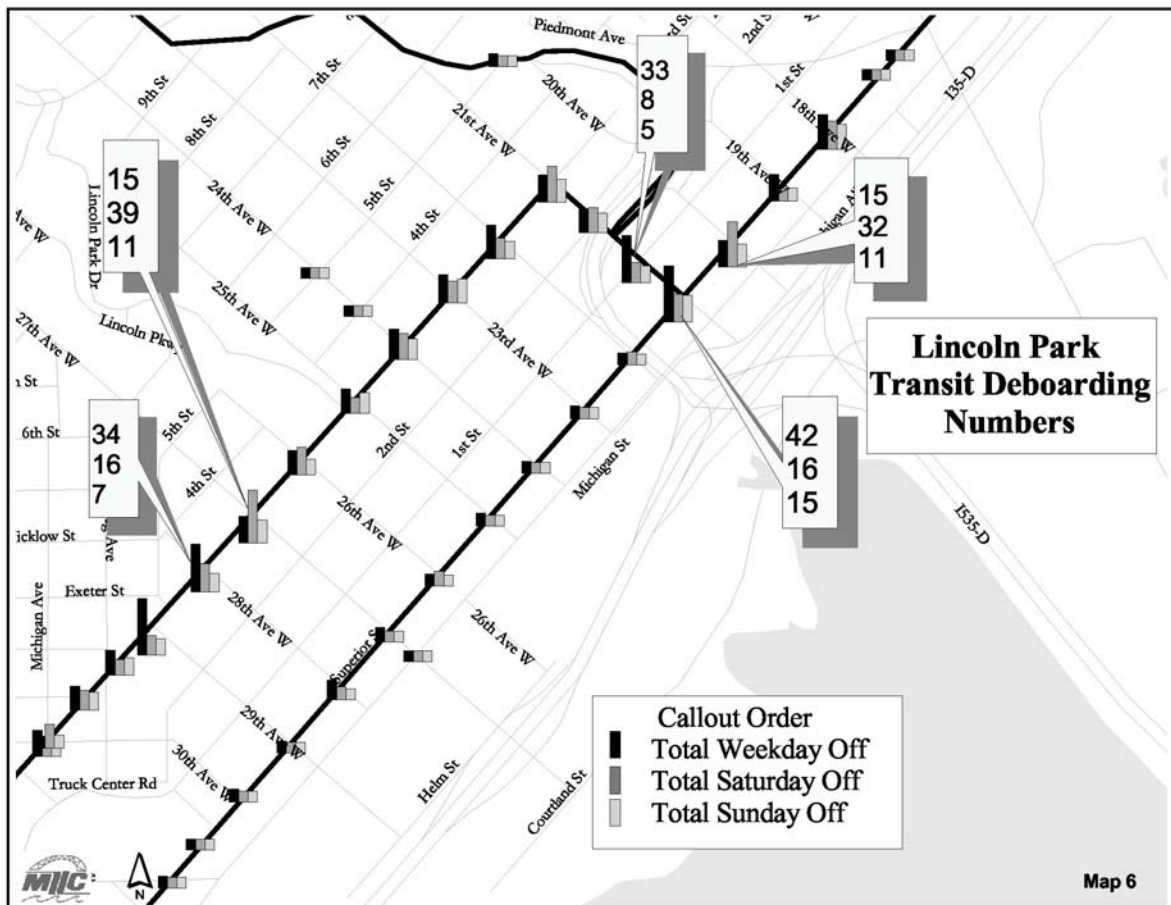 Piedmont Ave
2nd St
1st St
I35-D
9th St
7th St
20th Ave W
33
8
5
8th St
21st Ave W
18th Ave W
6th St
19th Ave
15
39
11
Lincoln Park Dr
24th Ave W
5th St
4th St
15
32
11
25th Ave W
Lincoln Pkwy
27th Ave W
23rd Ave W
Lincoln Park
Transit Deboarding
Numbers
6th St
34
16
7
5th St
4th St
2nd St
1st St
Michigan St
42
16
15
26th Ave W
I535-D
Michigan Ave
Exeter St
28th Ave W
Superior S
26th Ave W
29th Ave W
30th Ave W
Truck Center Rd
Helm St
Courtland St
Callout Order
Total Weekday Off
Total Saturday Off
Total Sunday Off
MIC
N
Map 6